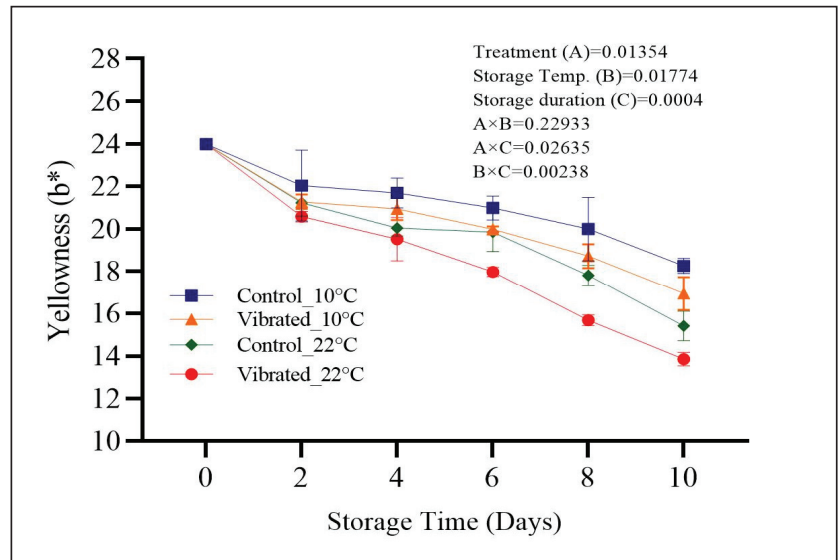 Treatment (A)=0.01354
Storage Temp. (B)=0.01774
Storage duration (C)=0.0004
A×B=0.22933
A×C=0.02635
B×C=0.00238
28
26
24
22
20
18
16
14
12
10
Yellowness (b*)
Control_10°C
Vibrated_10°C
Control_22°C
Vibrated_22°C
0 2 4 6 8 10
Storage Time (Days)